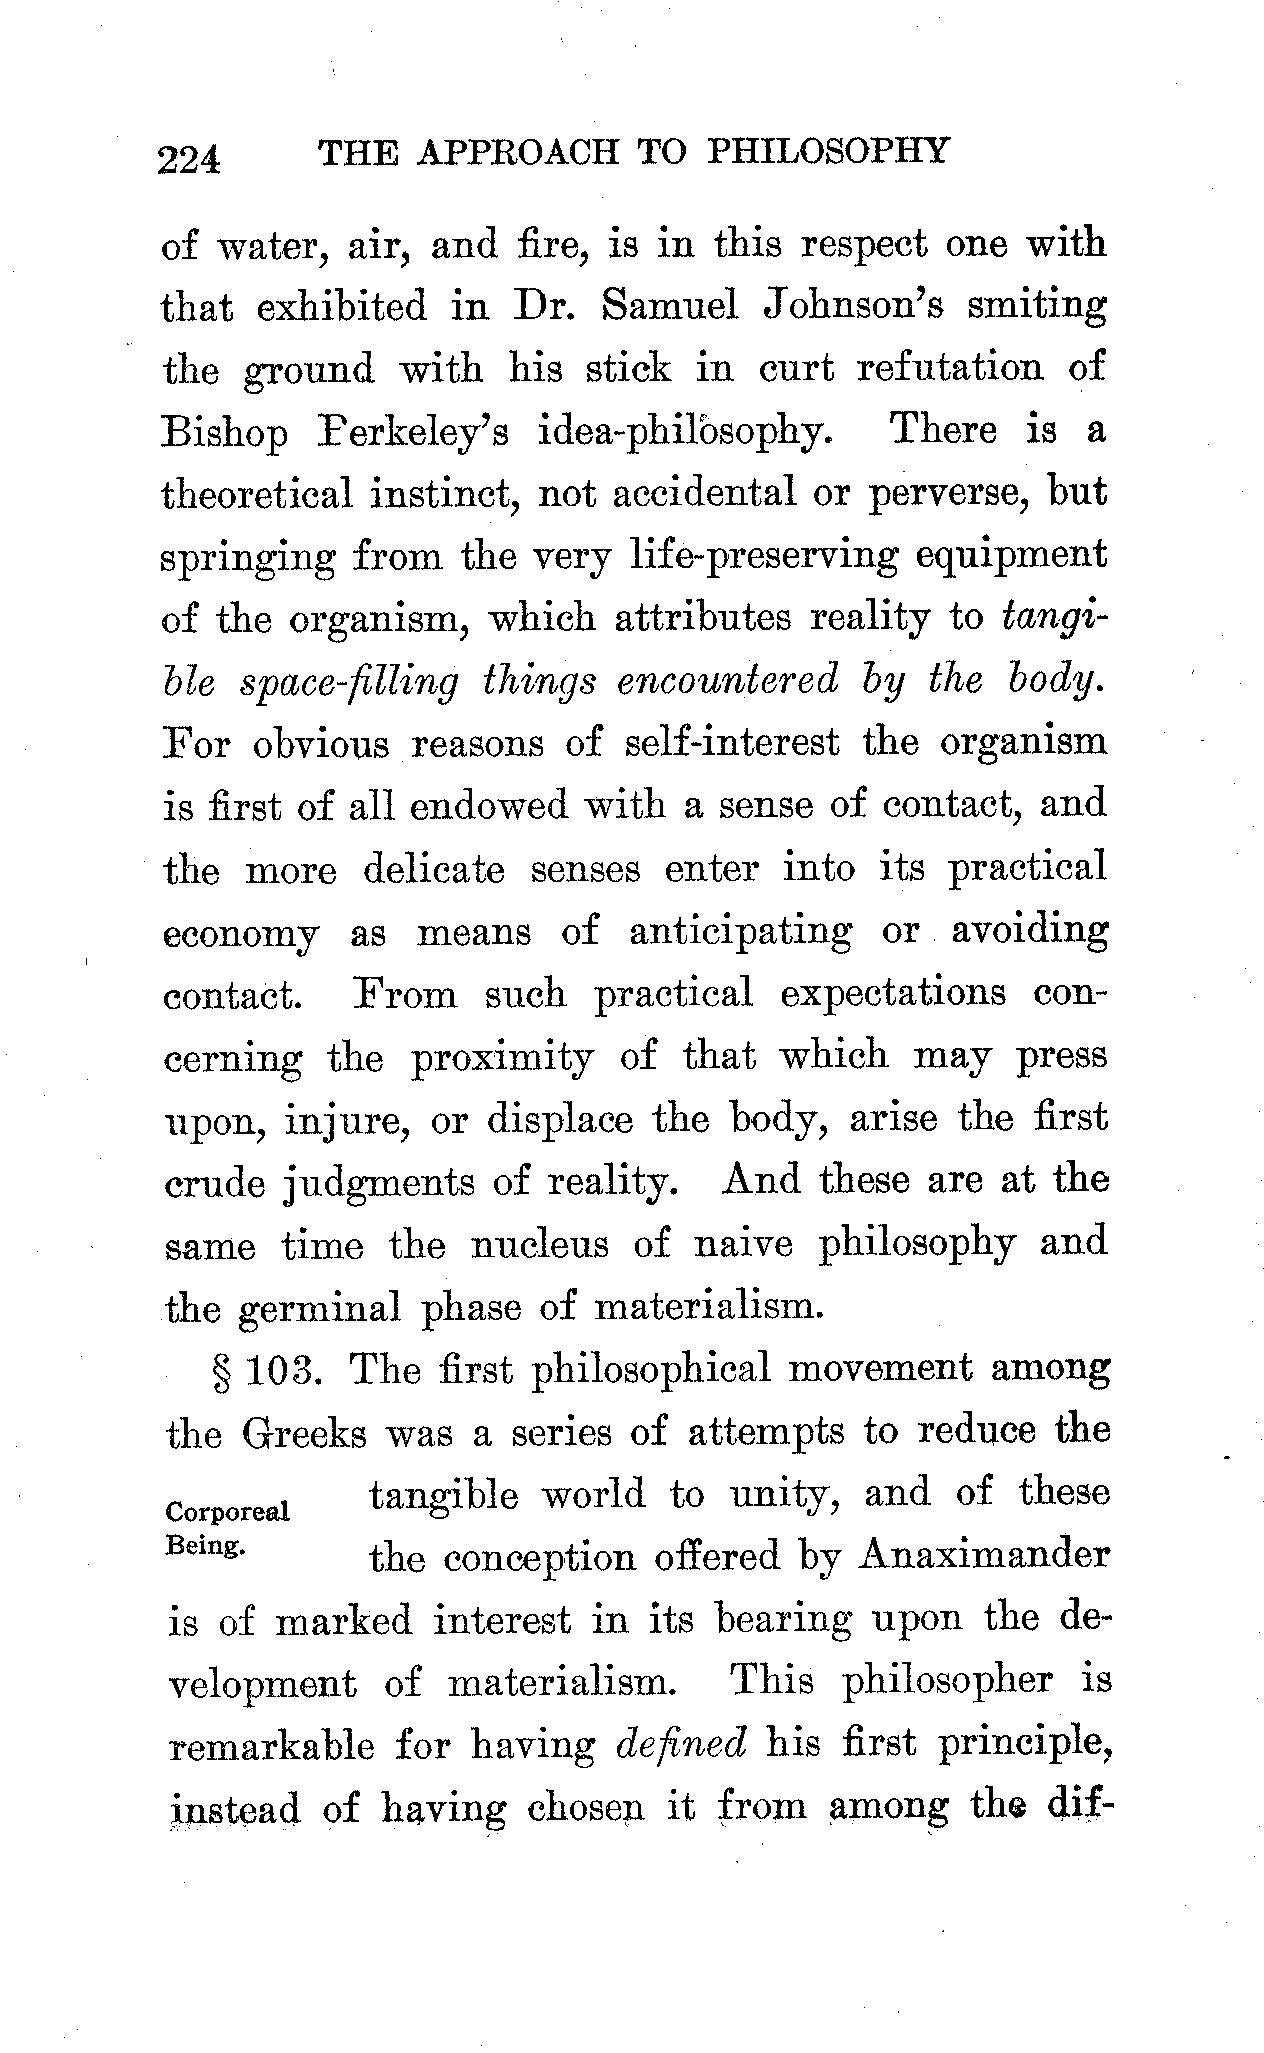 224 THE APPROACH TO PHILOSOPHY
of water, air, and fire, is in this respect one with
that exhibited in Dr. Samuel Johnson's smiting
the ground with his stick in curt refutation of
Bishop Ferkeley's idea-philosophy. There is a
theoretical instinct, not accidental or perverse, but
springing from the very life-preserving equipment
of the organism, which attributes reality to tangi-
ble space-filling things encountered by the body.
For obvious reasons of self-interest the organism
is first of all endowed with a sense of contact, and
the more delicate senses enter into its practical
economy as means of anticipating or avoiding
contact. From such practical expectations con-
cerning the proximity of that which may press
upon, injure, or displace the body, arise the first
crude judgments of reality. And these are at the
same time the nucleus of naive philosophy and
the germinal phase of materialism.
§ 103. The first philosophical movement among
the Greeks was a series of attempts to reduce the
Corporeal
Being.
tangible world to unity, and of these
the conception offered by Anaximander
is of marked interest in its bearing upon the de-
velopment of materialism. This philosopher is
remarkable for having defined his first principle,
instead of having chosen it from among the dif-